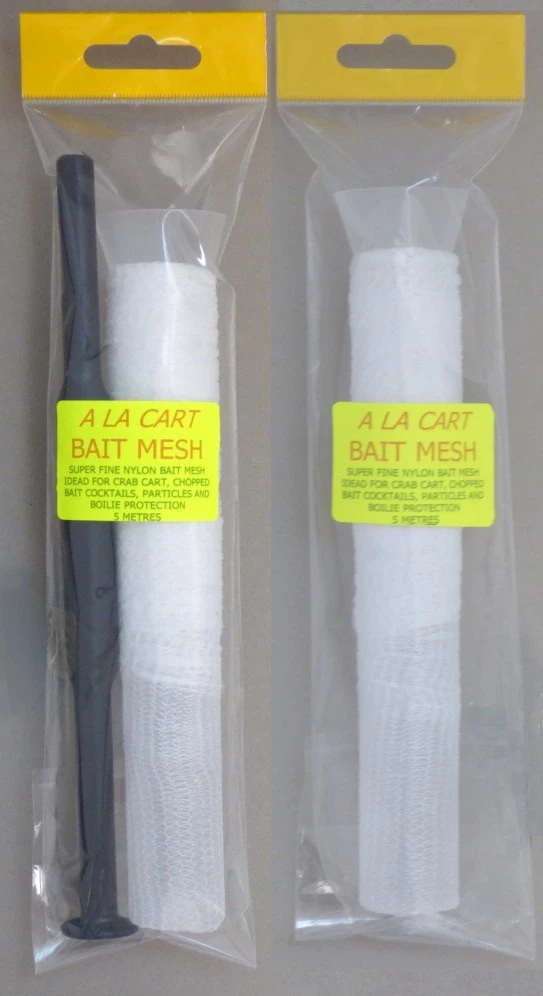 A LA CART
BAIT MESH
SUPER FINE NYLON BAIT MESH
IDEAD FOR CRAB CART, CHOPPED
BAIT COCKTAILS, PARTICLES AND
BOILIE PROTECTION
5 METRES
A LA CART
BAIT MESH
SUPER FINE NYLON BAIT MESH
IDEAD FOR CRAB CART, CHOPPED
BAIT COCKTAILS, PARTICLES AND
BOILIE PROTECTION
5 METRES